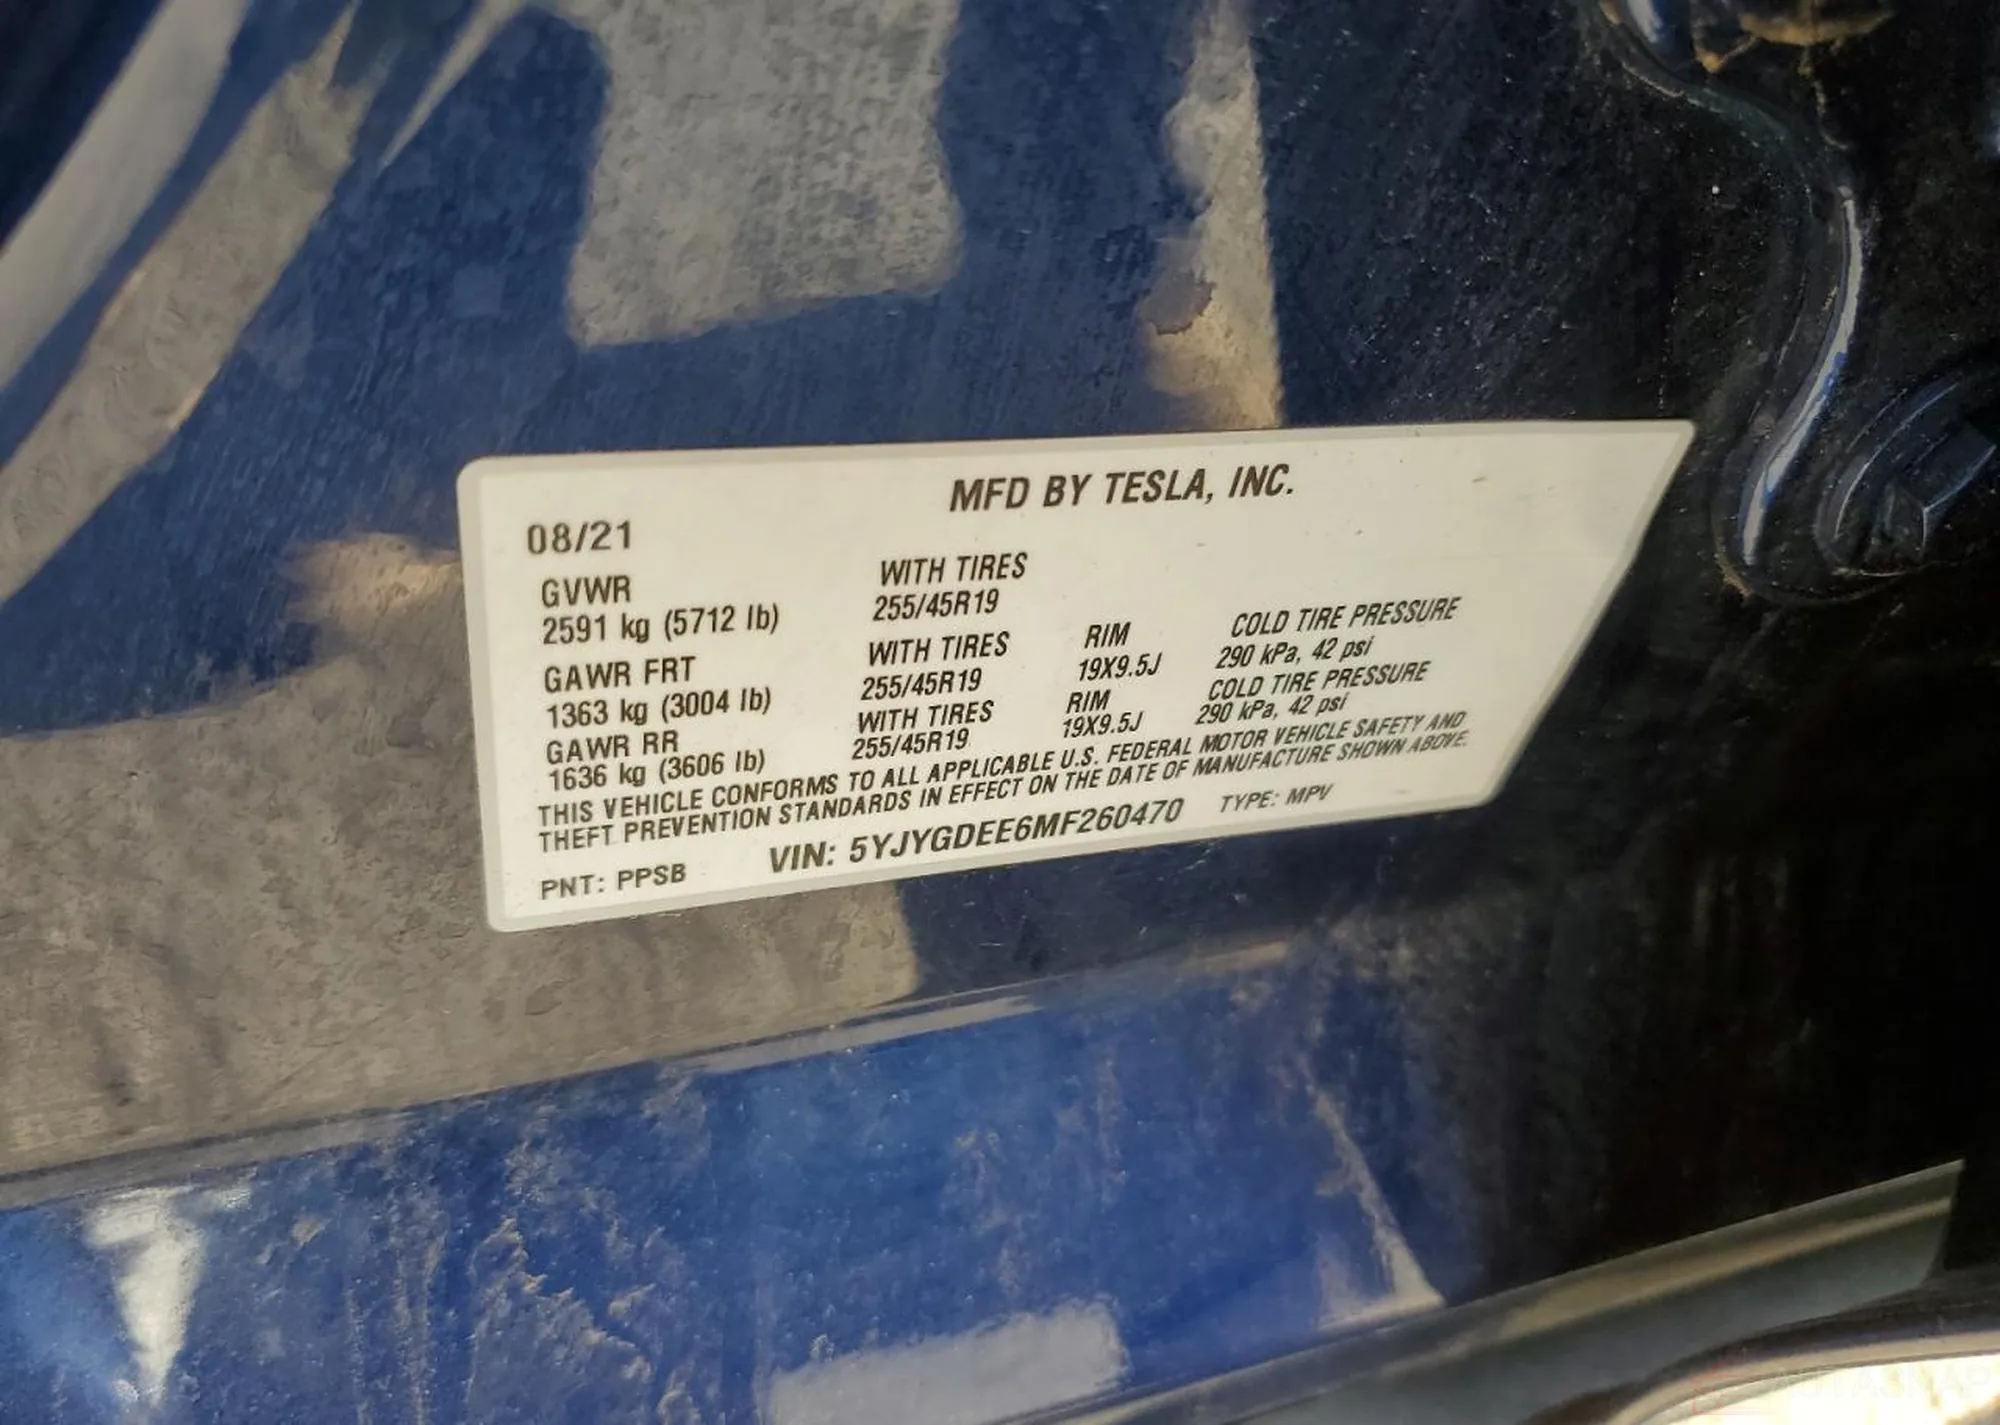 MFD BY TESLA, INC.
08/21
GVWR WITH TIRES
2591 kg (5712 lb) 255/45R19
GAWR FRT WITH TIRES RIM COLD TIRE PRESSURE
1363 kg (3004 lb) 255/45R19 19X9.5J 290 kPa, 42 psi
GAWR RR WITH TIRES RIM COLD TIRE PRESSURE
1636 kg (3606 lb) 255/45R19 19X9.5J 290 kPa, 42 psi
THIS VEHICLE CONFORMS TO ALL APPLICABLE U.S. FEDERAL MOTOR VEHICLE SAFETY AND
THEFT PREVENTION STANDARDS IN EFFECT ON THE DATE OF MANUFACTURE SHOWN ABOVE.
PNT: PPSB VIN: 5YJYGDEE6MF260470 TYPE: MPV